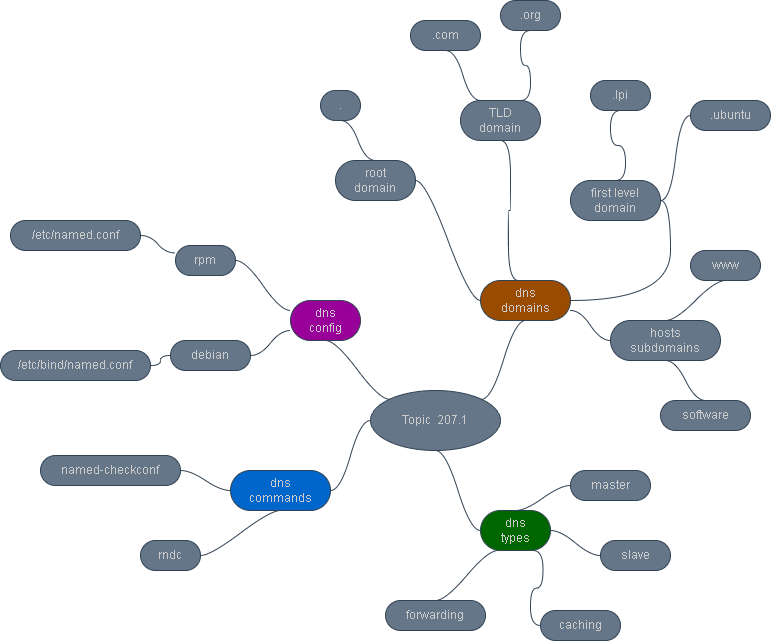 .org
.com
.lpi
.
TLD
domain
.ubuntu
root
domain
first level
domain
/etc/named.conf
rpm
www
dns
domains
dns
config
hosts
subdomains
debian
/etc/bind/named.conf
Topic 207.1
software
named-checkconf
dns
commands
master
dns
types
rndc
slave
forwarding
caching